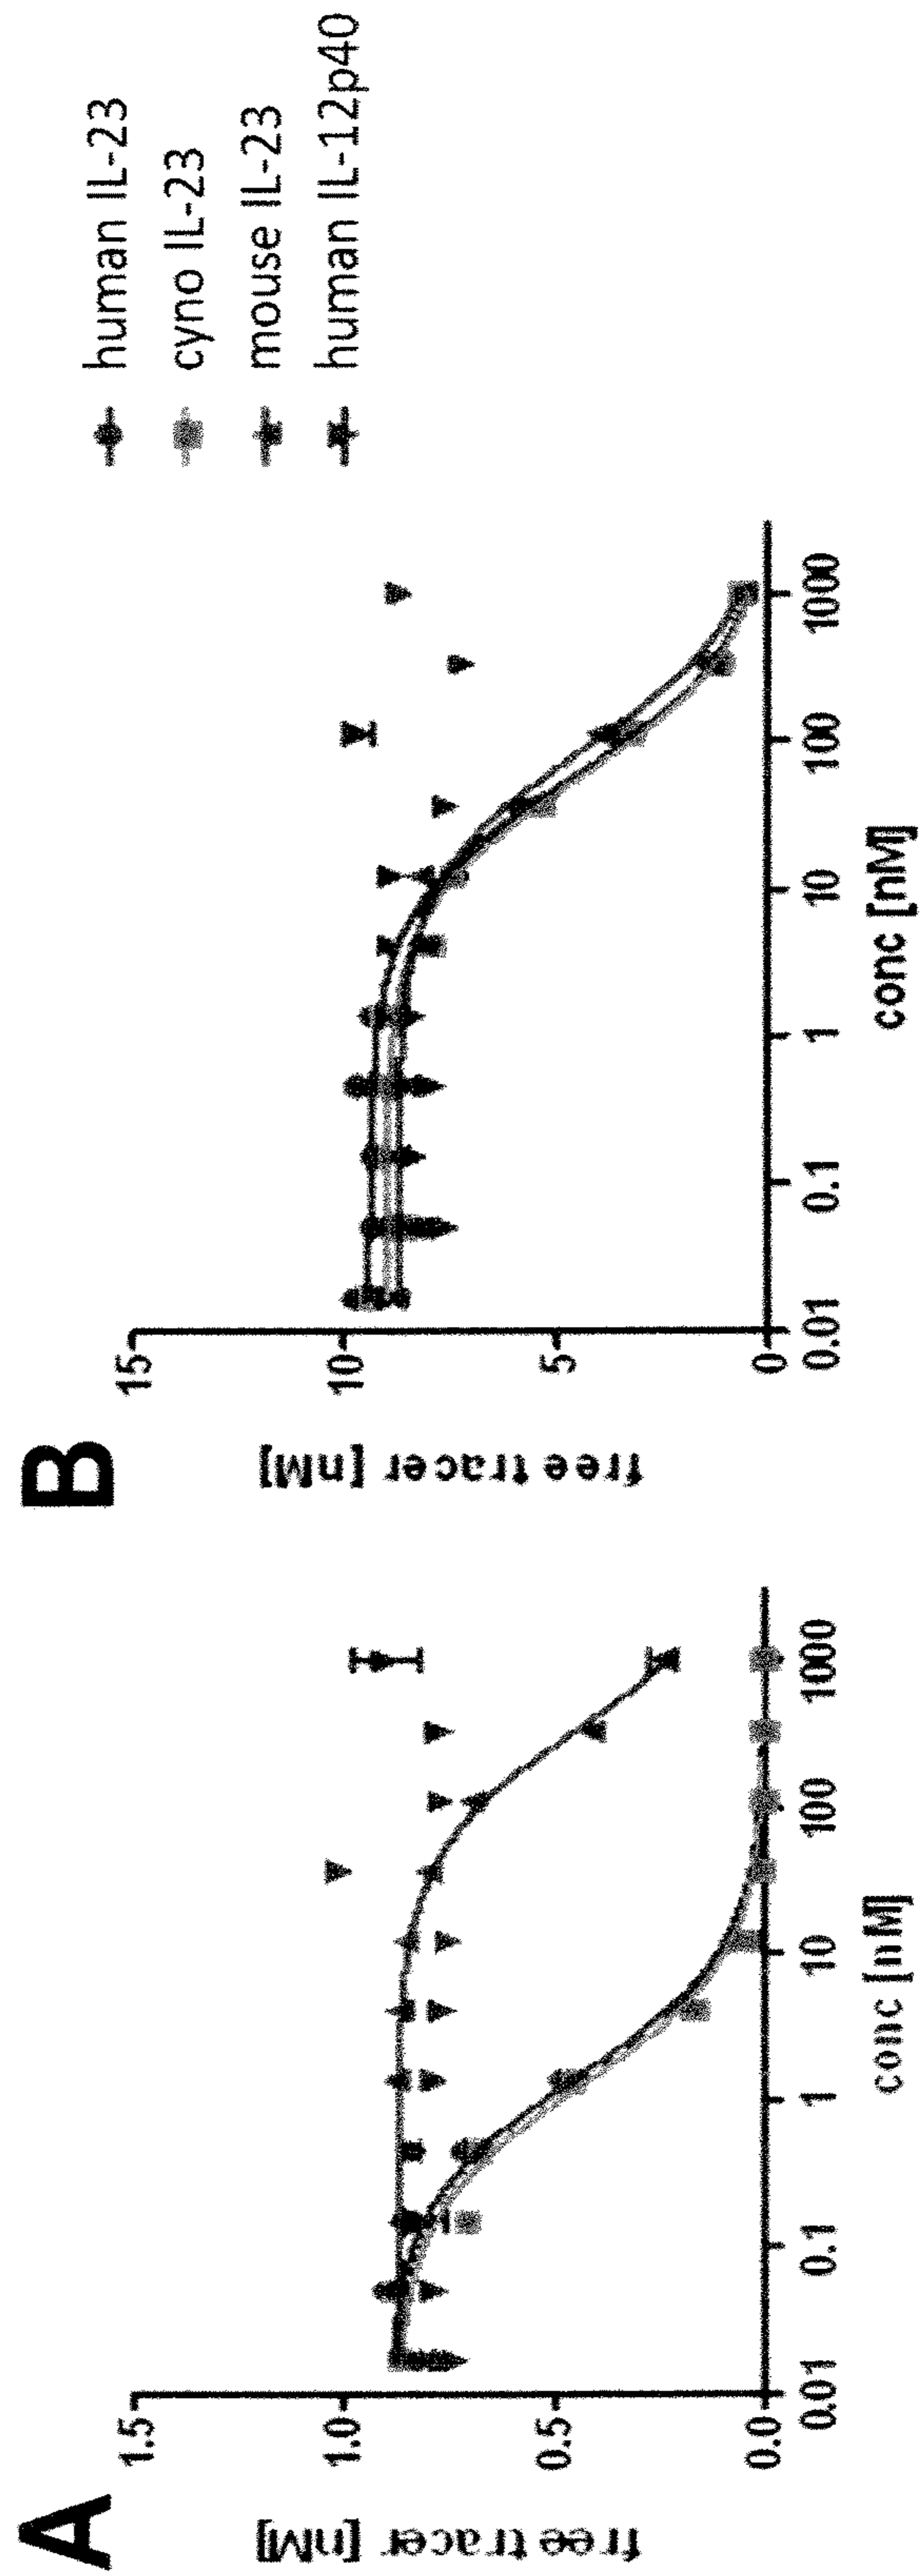 A
free tracer [nM]
1.5
1.0
0.5
0.0
0.01
0.1
1
10
100
1000
conc [nM]
B
free tracer [nM]
15
10
5
0
0.01
0.1
1
10
100
1000
conc [nM]
human IL-23
cyno IL-23
mouse IL-23
human IL-12p40